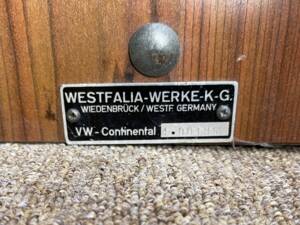 WESTFALIA-WERKE-K-G.
WIEDENBRÜCK / WESTF GERMANY
VW - Continental